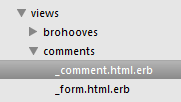 views
brohooves
comments
_comment.html.erb
_form.html.erb